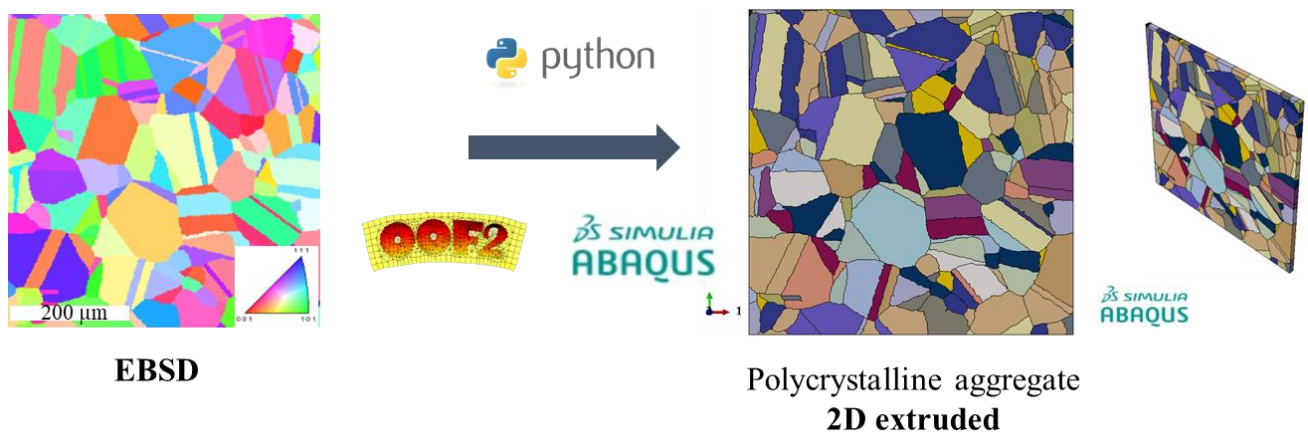 python
OOF2
SIMULIA
ABAQUS
200 µm
111
001
101
1
SIMULIA
ABAQUS
EBSD
Polycrystalline aggregate
2D extruded